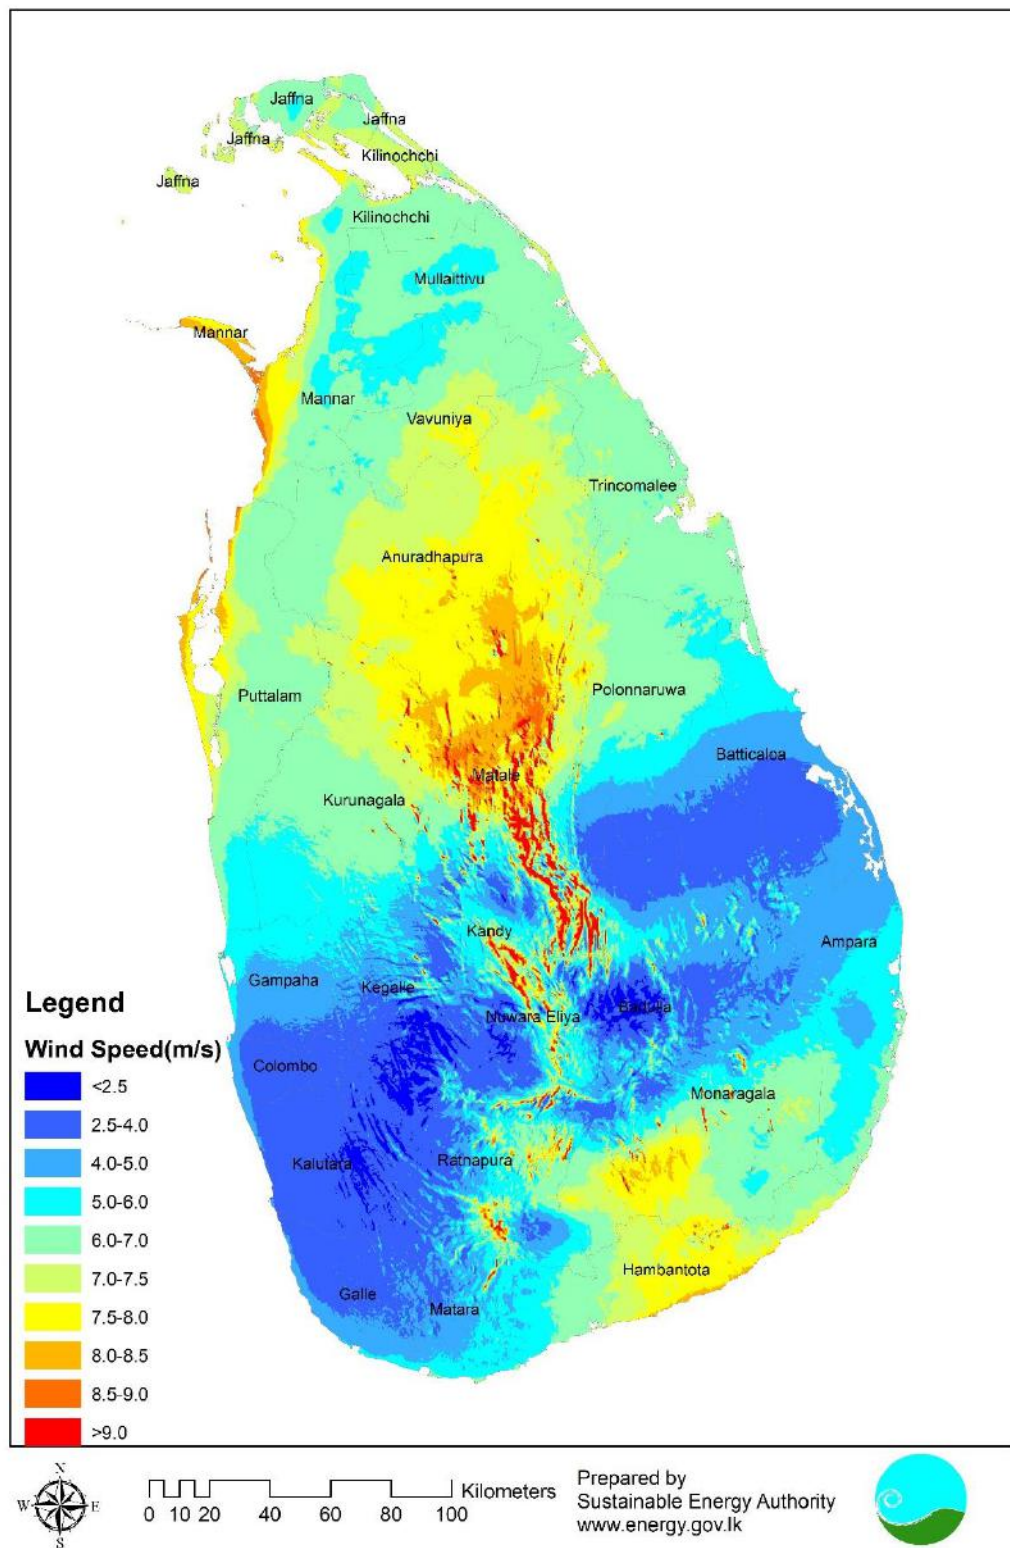 Jaffna
Jaffna
Jaffna
Kilinochchi
Jaffna
Kilinochchi
Mullaittivu
Mannar
Mannar
Vavuniya
Trincomalee
Anuradhapura
Polonnaruwa
Puttalam
Batticaloa
Matale
Kurunagala
Kandy
Ampara
Gampaha
Kegalle
Badulla
Nuwara Eliya
Colombo
Monaragala
Kalutara
Ratnapura
Hambantota
Galle
Matara
Legend
Wind Speed(m/s)
<2.5
2.5-4.0
4.0-5.0
5.0-6.0
6.0-7.0
7.0-7.5
7.5-8.0
8.0-8.5
8.5-9.0
>9.0
N
W E
S
0 10 20 40 60 80 100
Kilometers
Prepared by
Sustainable Energy Authority
www.energy.gov.lk